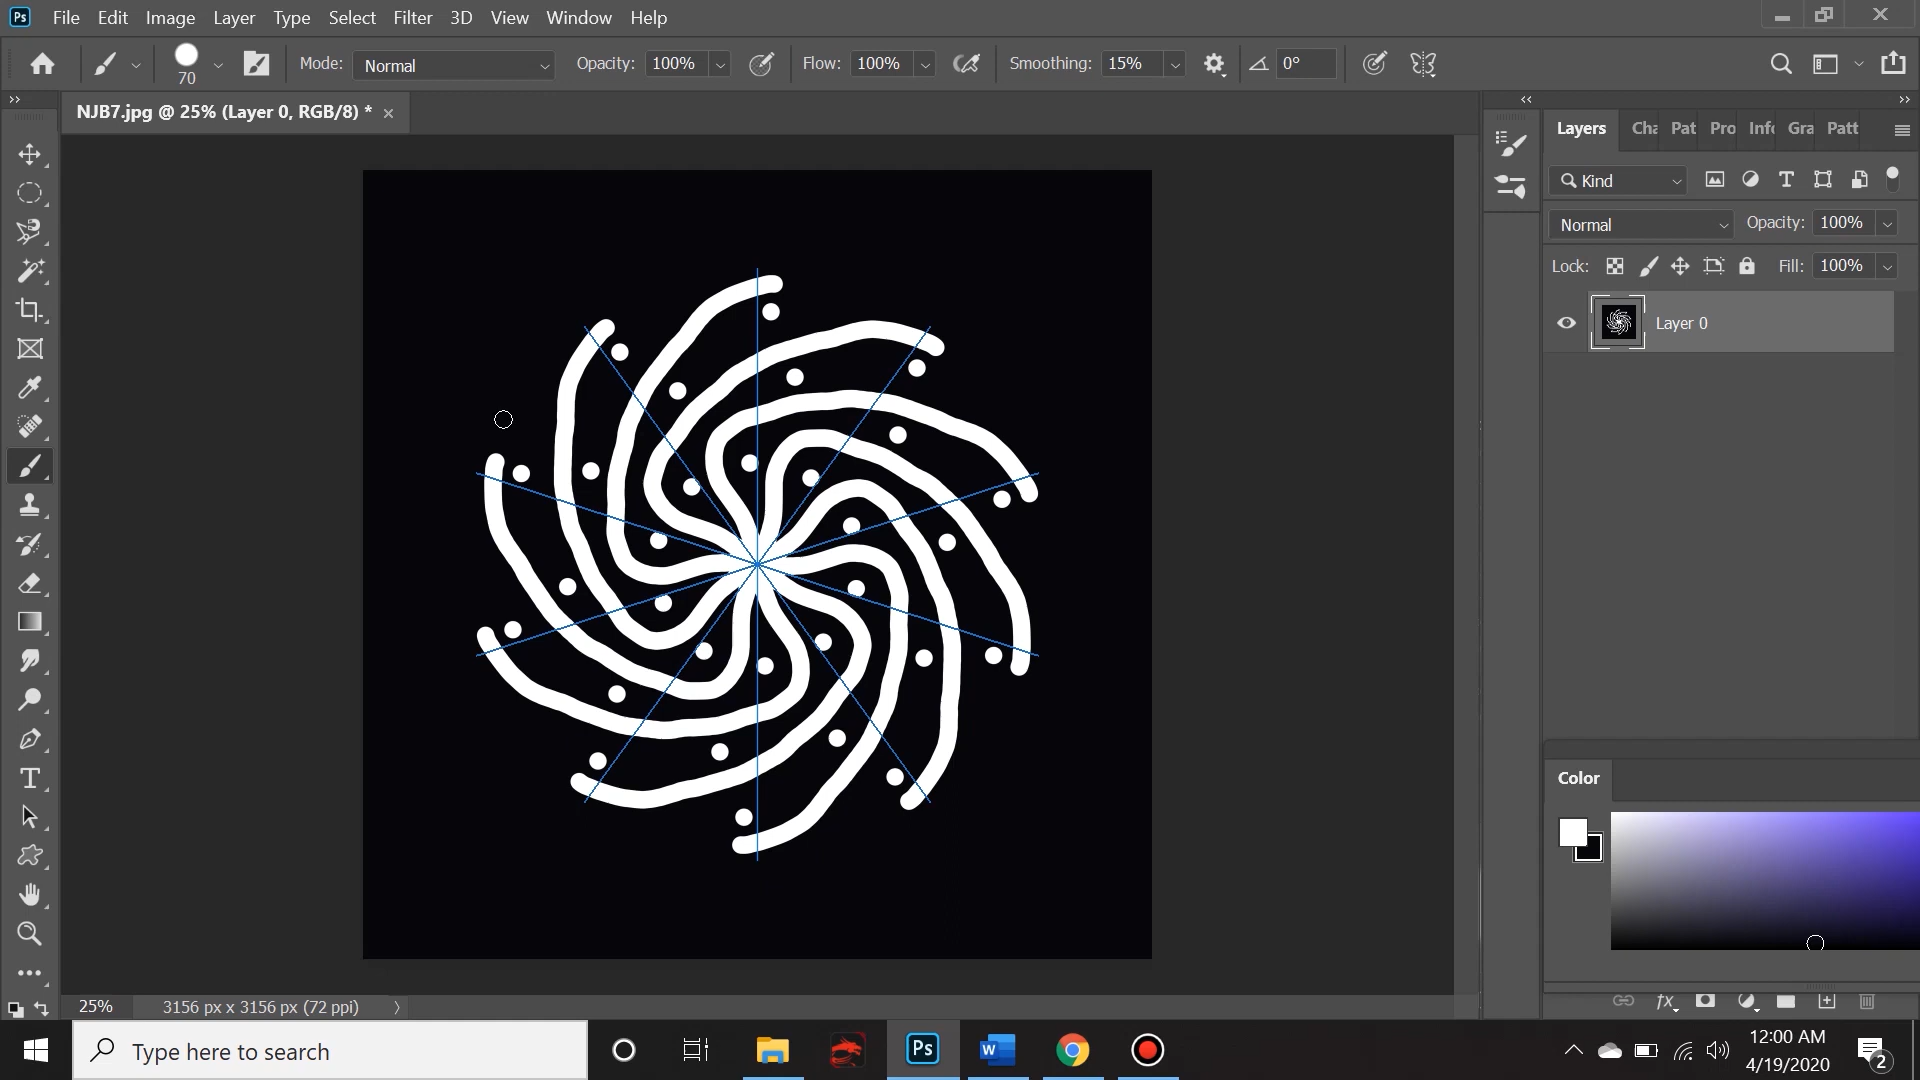 Ps File Edit Image Layer Type Select Filter 3D View Window Help
70 Mode: Normal Opacity: 100% Flow: 100% Smoothing: 15% 0°
NJB7.jpg @ 25% (Layer 0, RGB/8) *
Layers Cha Pat Pro Info Gra Patt
Kind
Normal Opacity: 100%
Lock: Fill: 100%
Layer 0
Color
25% 3156 px x 3156 px (72 ppi)
fx
Type here to search
Ps
W
12:00 AM
4/19/2020
2